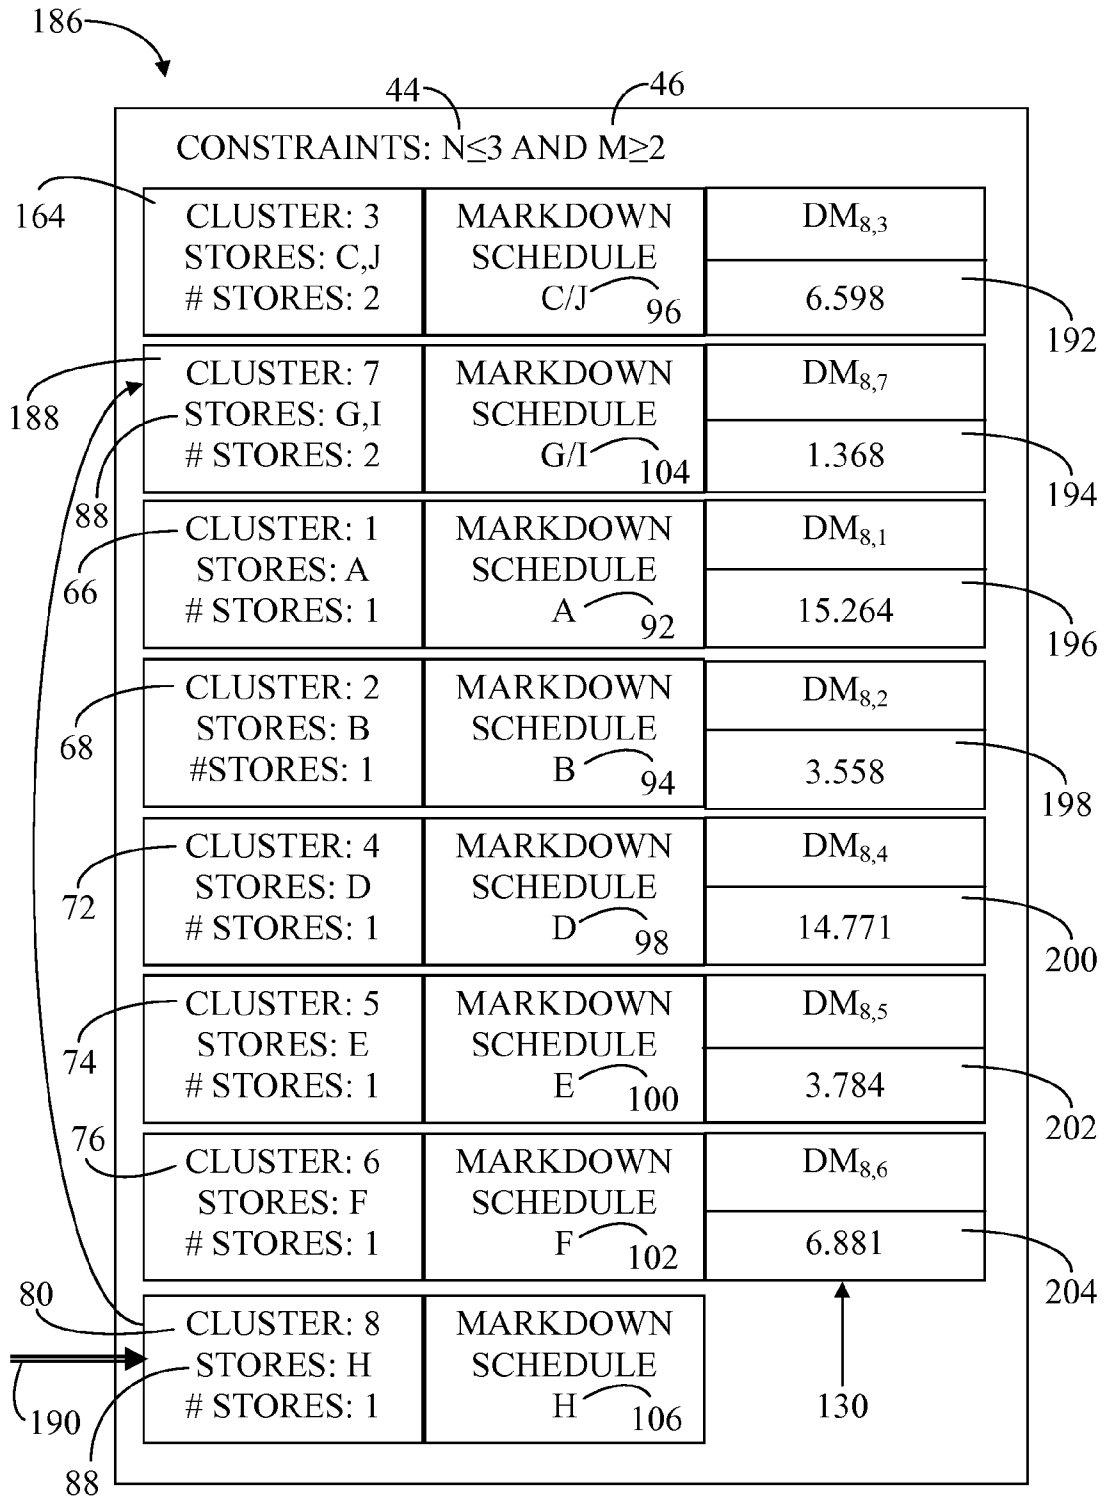 186
44
46
CONSTRAINTS: N≤3 AND M≥2
164
CLUSTER: 3
STORES: C,J
# STORES: 2
MARKDOWN
SCHEDULE
C/J
96
DM8,3
6.598
192
188
CLUSTER: 7
STORES: G,I
# STORES: 2
88
MARKDOWN
SCHEDULE
G/I
104
DM8,7
1.368
194
66
CLUSTER: 1
STORES: A
# STORES: 1
MARKDOWN
SCHEDULE
A
92
DM8,1
15.264
196
68
CLUSTER: 2
STORES: B
#STORES: 1
MARKDOWN
SCHEDULE
B
94
DM8,2
3.558
198
72
CLUSTER: 4
STORES: D
# STORES: 1
MARKDOWN
SCHEDULE
D
98
DM8,4
14.771
200
74
CLUSTER: 5
STORES: E
# STORES: 1
MARKDOWN
SCHEDULE
E
100
DM8,5
3.784
202
76
CLUSTER: 6
STORES: F
# STORES: 1
MARKDOWN
SCHEDULE
F
102
DM8,6
6.881
204
80
CLUSTER: 8
STORES: H
# STORES: 1
190
88
MARKDOWN
SCHEDULE
H
106
130